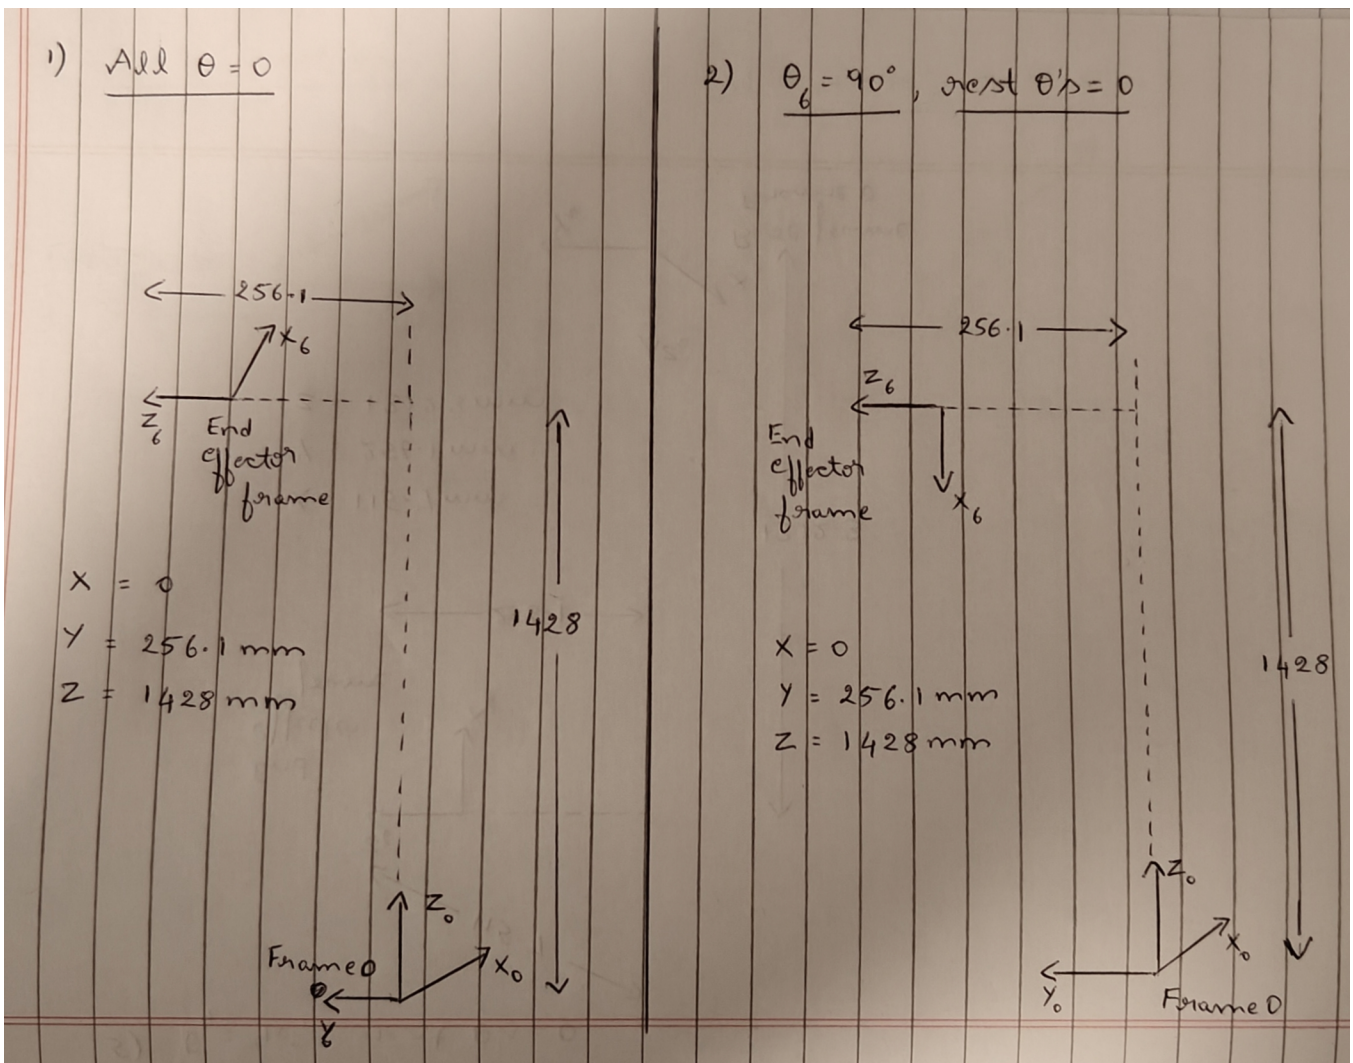 1) All θ = 0
256.1
X6
Z6
End
effector
frame
X = 0
Y = 256.1 mm
Z = 1428 mm
1428
Z0
Frame 0
X0
2) θ6 = 90°, rest θ's = 0
256.1
Z6
End
effector
frame
X6
X = 0
Y = 256.1 mm
Z = 1428 mm
1428
Z0
X0
Y0
Frame 0